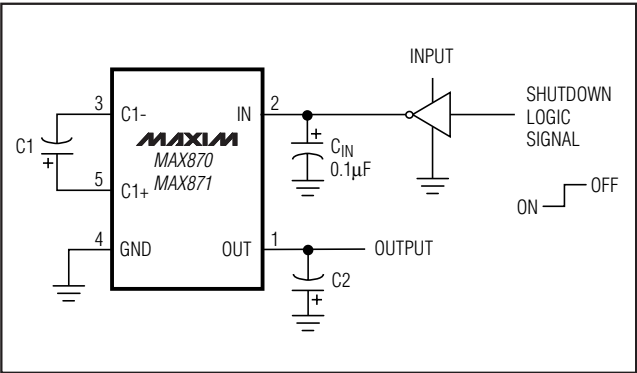 INPUT
SHUTDOWN
LOGIC
SIGNAL
3 C1-
IN 2
MAXIM
MAX870
MAX871
C1
+
5 C1+
+
CIN
0.1µF
ON
OFF
4 GND
OUT 1
OUTPUT
C2
+